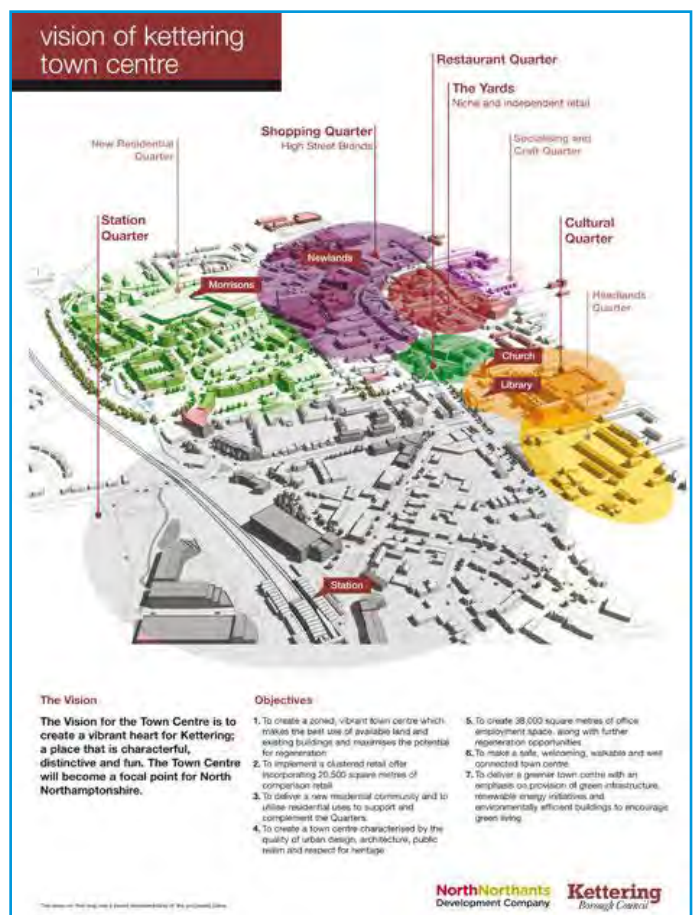 vision of kettering
town centre
Restaurant Quarter
The Yards
Niche and independent retail
Shopping Quarter
High Street Brands
New Residential
Quarter
Socialising and
Craft Quarter
Station
Quarter
Cultural
Quarter
Headlands
Quarter
Newlands
Morrisons
Church
Library
Station
The Vision
The Vision for the Town Centre is to
create a vibrant heart for Kettering;
a place that is characterful,
distinctive and fun. The Town Centre
will become a focal point for North
Northamptonshire.
Objectives
1. To create a zoned, vibrant town centre which
makes the best use of available land and
existing buildings and maximises the potential
for regeneration
2. To implement a clustered retail offer
incorporating 20,500 square metres of
comparison retail
3. To deliver a new residential community and to
utilise residential uses to support and
complement the Quarters
4. To create a town centre characterised by the
quality of urban design, architecture, public
realm and respect for heritage
5. To create 38,000 square metres of office
employment space, along with further
regeneration opportunities
6. To make a safe, welcoming, walkable and well
connected town centre
7. To deliver a greener town centre with an
emphasis on provision of green infrastructure,
renewable energy initiatives and
environmentally efficient buildings to encourage
green living
NorthNorthants
Development Company
Kettering
Borough Council